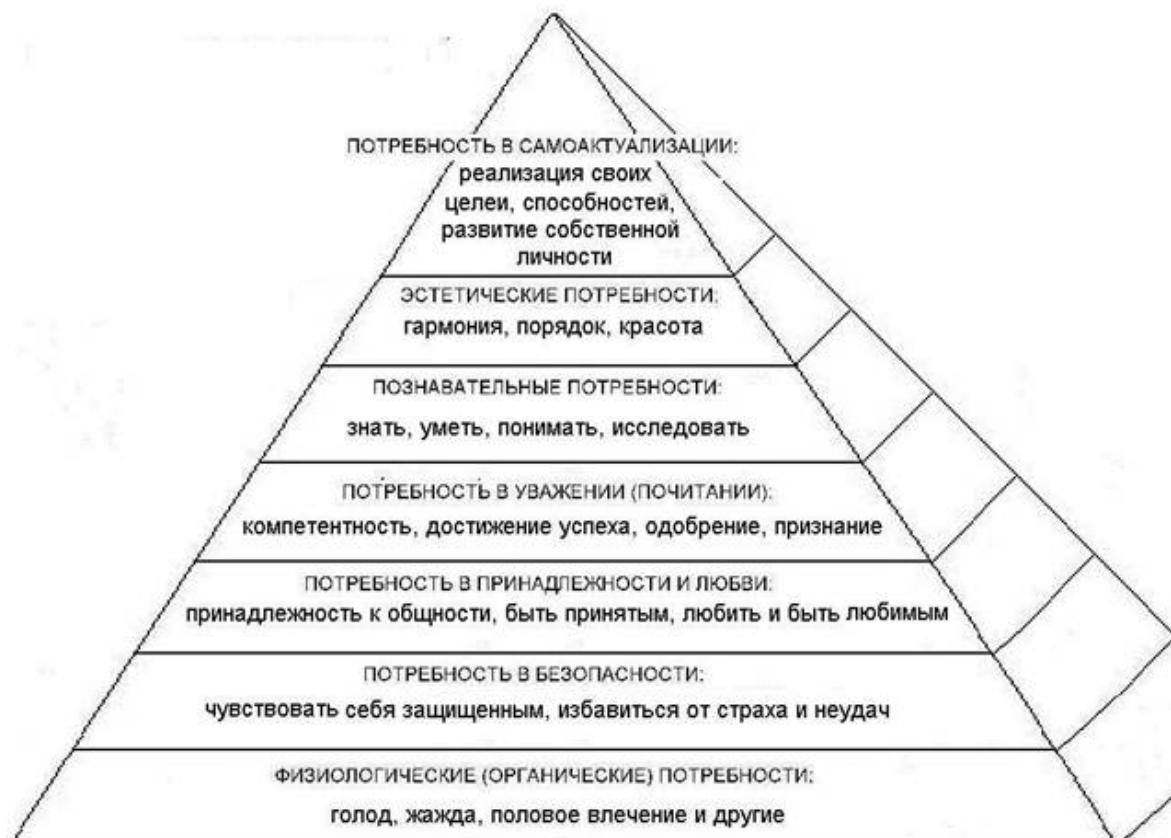 ПОТРЕБНОСТЬ В САМОАКТУАЛИЗАЦИИ:
реализация своих
целеи, способностей,
развитие собственной
личности
ЭСТЕТИЧЕСКИЕ ПОТРЕБНОСТИ:
гармония, порядок, красота
ПОЗНАВАТЕЛЬНЫЕ ПОТРЕБНОСТИ:
знать, уметь, понимать, исследовать
ПОТРЕБНОСТЬ В УВАЖЕНИИ (ПОЧИТАНИИ):
компетентность, достижение успеха, одобрение, признание
ПОТРЕБНОСТЬ В ПРИНАДЛЕЖНОСТИ И ЛЮБВИ:
принадлежность к общности, быть принятым, любить и быть любимым
ПОТРЕБНОСТЬ В БЕЗОПАСНОСТИ:
чувствовать себя защищенным, избавиться от страха и неудач
ФИЗИОЛОГИЧЕСКИЕ (ОРГАНИЧЕСКИЕ) ПОТРЕБНОСТИ:
голод, жажда, половое влечение и другие